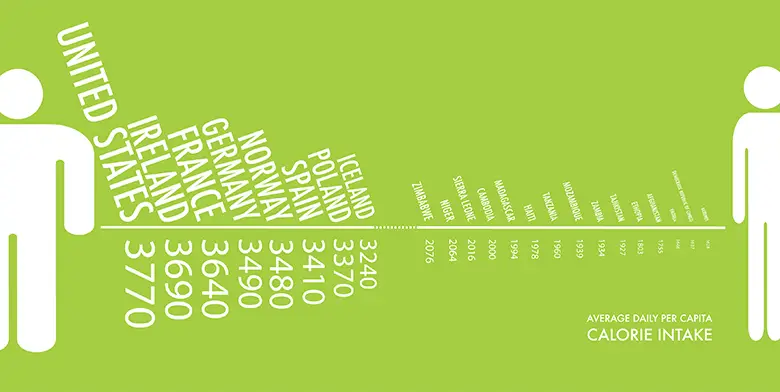 UNITED STATES
IRELAND
FRANCE
GERMANY
NORWAY
SPAIN
POLAND
ICELAND
3770
3690
3640
3490
3480
3410
3370
3240
ZIMBABWE
NIGER
SIERRA LEONE
CAMBODIA
MADAGASCAR
HAITI
TANZANIA
MOZAMBIQUE
ZAMBIA
TAJIKISTAN
ETHIOPIA
AFGHANISTAN
2076
2064
2016
2000
1994
1978
1960
1939
1934
1927
1803
1755
AVERAGE DAILY PER CAPITA
CALORIE INTAKE